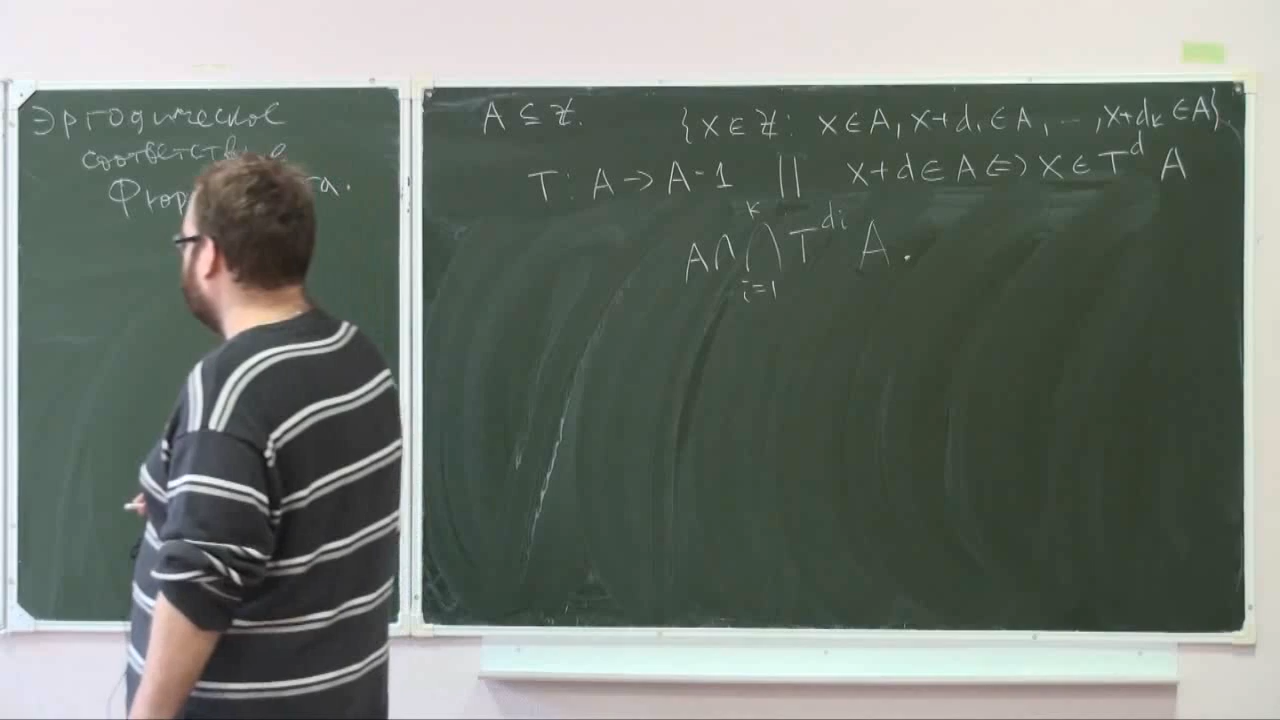 Эргодическое
соответствие
A ⊆ ℤ. {x ∈ ℤ: x ∈ A, x+d₁ ∈ A, ..., x+dₖ ∈ A}
T: A → A-1 || x+d ∈ A ⇔ x ∈ T^d A
A ∩ ⋂_{i=1}^{k} T^{di} A.